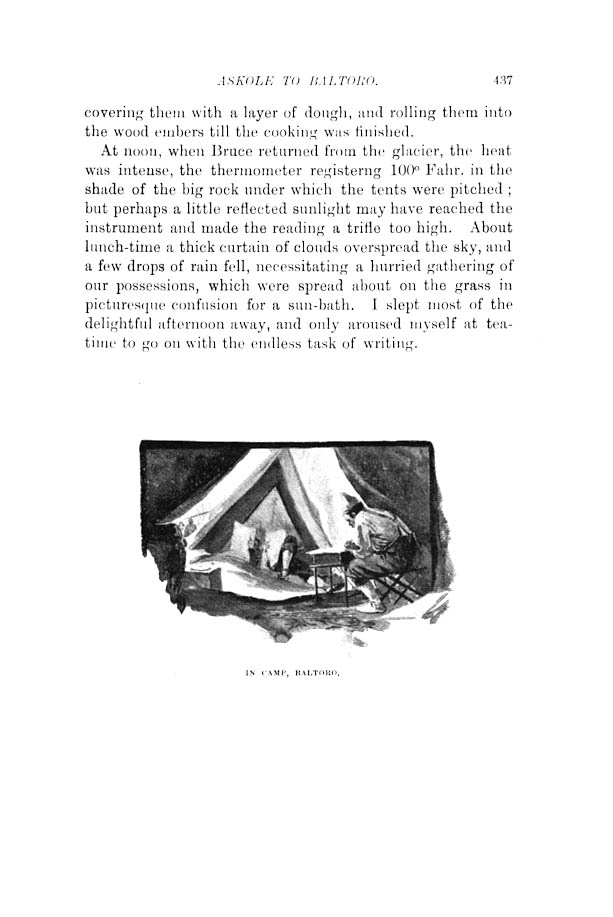 ASKOLE TO BALTORO. 437
covering them with a layer of dough, and rolling them into
the wood embers till the cooking was finished.
At noon, when Bruce returned from the glacier, the heat
was intense, the thermometer registerng 100° Fahr. in the
shade of the big rock under which the tents were pitched ;
but perhaps a little reflected sunlight may have reached the
instrument and made the reading a trifle too high. About
lunch-time a thick curtain of clouds overspread the sky, and
a few drops of rain fell, necessitating a hurried gathering of
our possessions, which were spread about on the grass in
picturesque confusion for a sun-bath. I slept most of the
delightful afternoon away, and only aroused myself at tea-
time to go on with the endless task of writing.
IN CAMP, BALTORO.